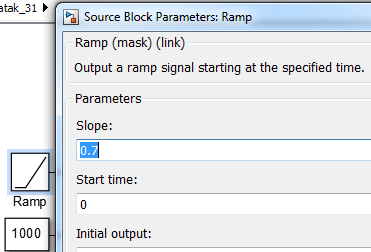 atak_31
Source Block Parameters: Ramp
Ramp (mask) (link)
Output a ramp signal starting at the specified time.
Parameters
Slope:
0.7
Start time:
0
Initial output:
Ramp
1000